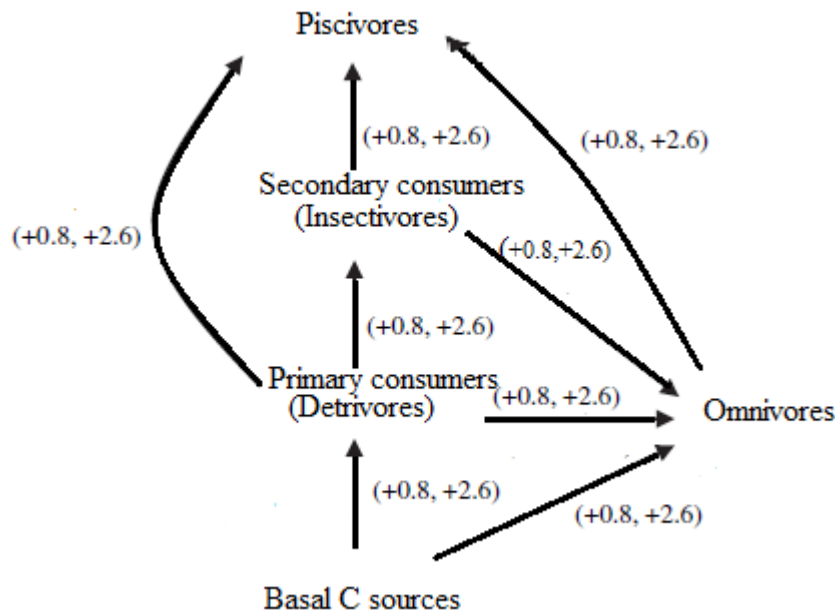 Piscivores
(+0.8, +2.6)
(+0.8, +2.6)
Secondary consumers
(Insectivores)
(+0.8, +2.6)
(+0.8,+2.6)
(+0.8, +2.6)
Primary consumers
(Detrivores)
(+0.8, +2.6)
Omnivores
(+0.8, +2.6)
(+0.8, +2.6)
Basal C sources